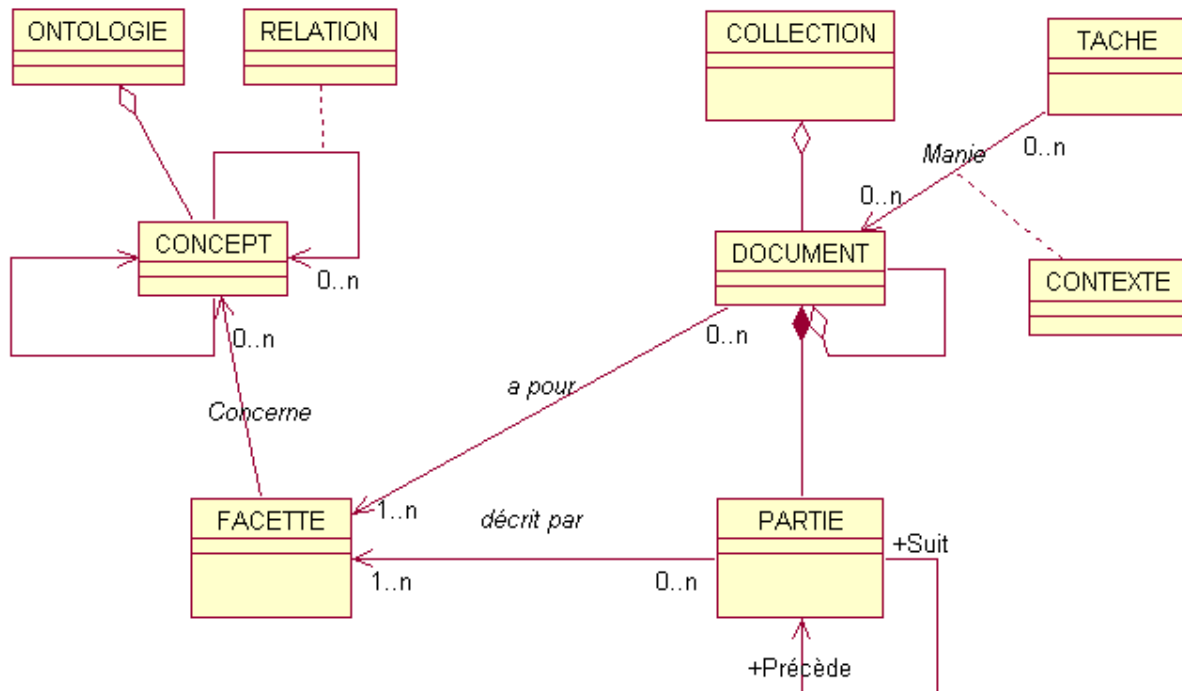 ONTOLOGIE
RELATION
COLLECTION
TACHE
Manie
0..n
0..n
CONCEPT
0..n
DOCUMENT
CONTEXTE
0..n
0..n
a pour
Concerne
FACETTE
1..n
décrit par
PARTIE
+Suit
1..n
0..n
+Précède